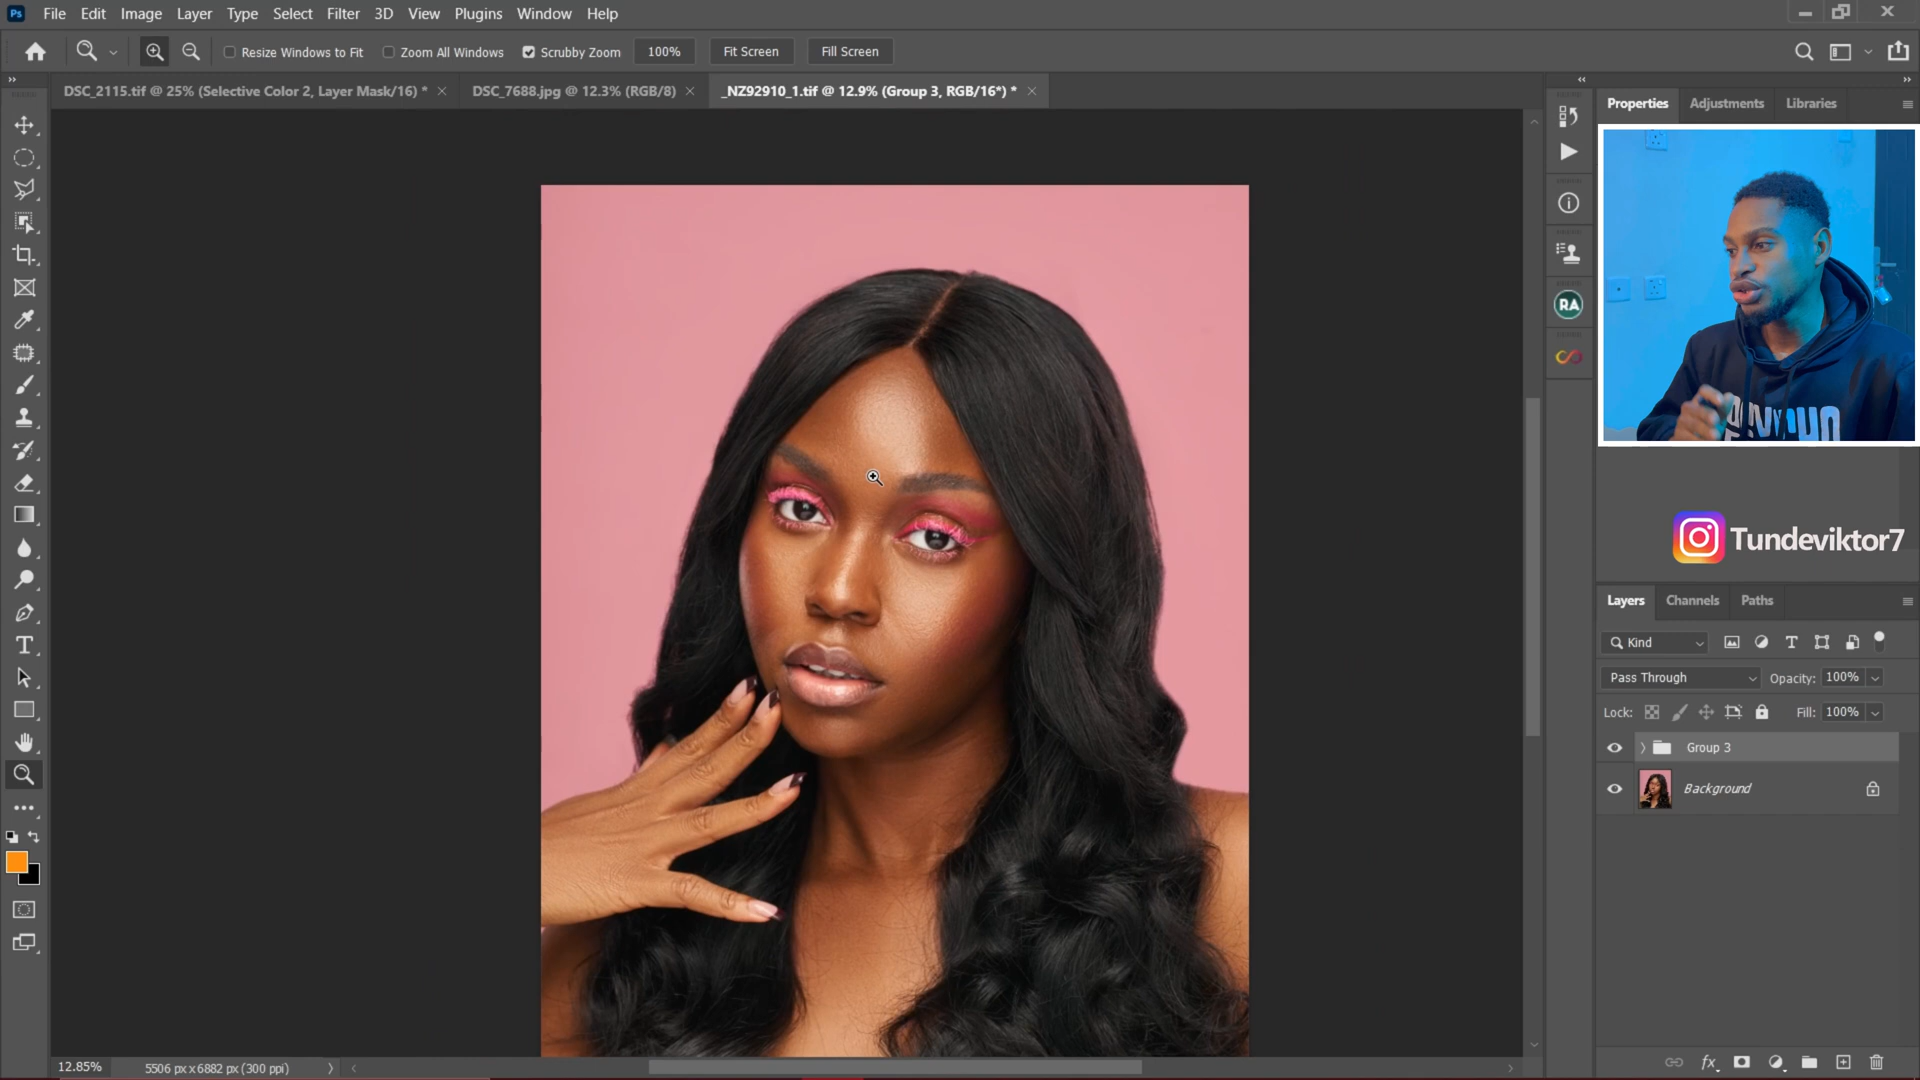 Ps File Edit Image Layer Type Select Filter 3D View Plugins Window Help
Resize Windows to Fit Zoom All Windows Scrubby Zoom 100% Fit Screen Fill Screen
DSC_2115.tif @ 25% (Selective Color 2, Layer Mask/16) * DSC_7688.jpg @ 12.3% (RGB/8) _NZ92910_1.tif @ 12.9% (Group 3, RGB/16*) *
Properties Adjustments Libraries
RA
Tundeviktor7
Layers Channels Paths
Kind
Pass Through Opacity: 100%
Lock: Fill: 100%
Group 3
Background
12.85% 5506 px x 6882 px (300 ppi)